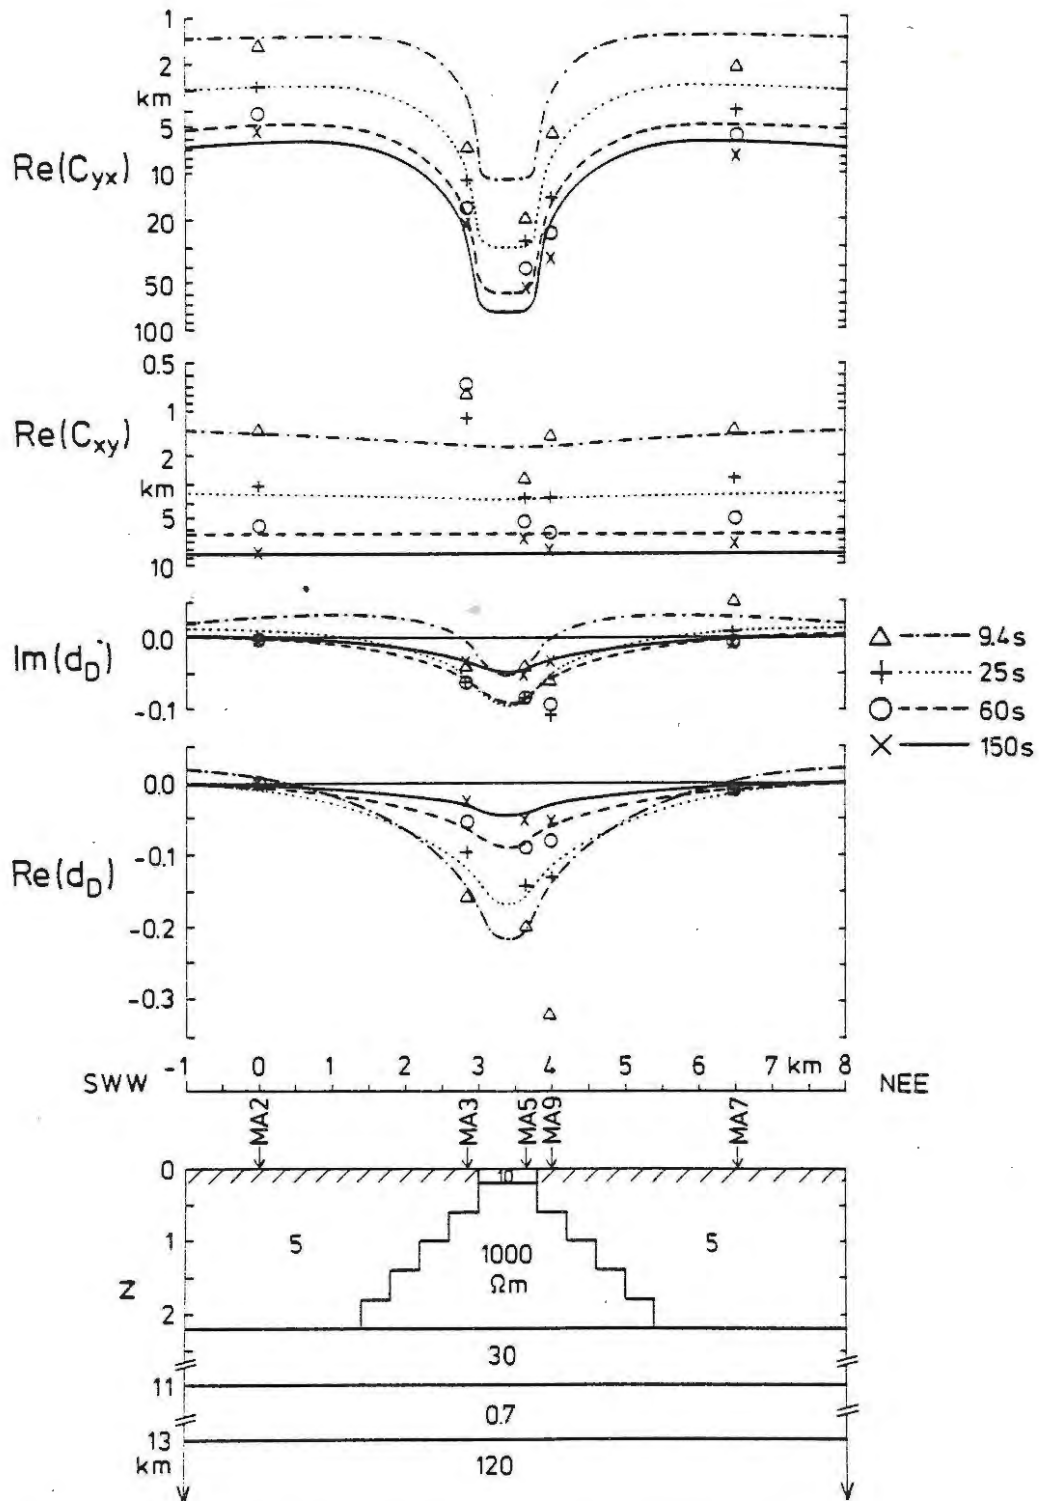 1
2
km
5
Re(Cyx)
10
20
50
100
0.5
1
Re(Cxy)
2
km
5
10
0.0
Im(dD)
-0.1
9.4s
25s
60s
150s
0.0
-0.1
Re(dD)
-0.2
-0.3
SWW -1 0 1 2 3 4 5 6 7 km 8 NEE
MA2 MA3 MA5 MA9 MA7
0
10
5 5
1
1000
Ωm
Z
2
30
11
0.7
13
km
120